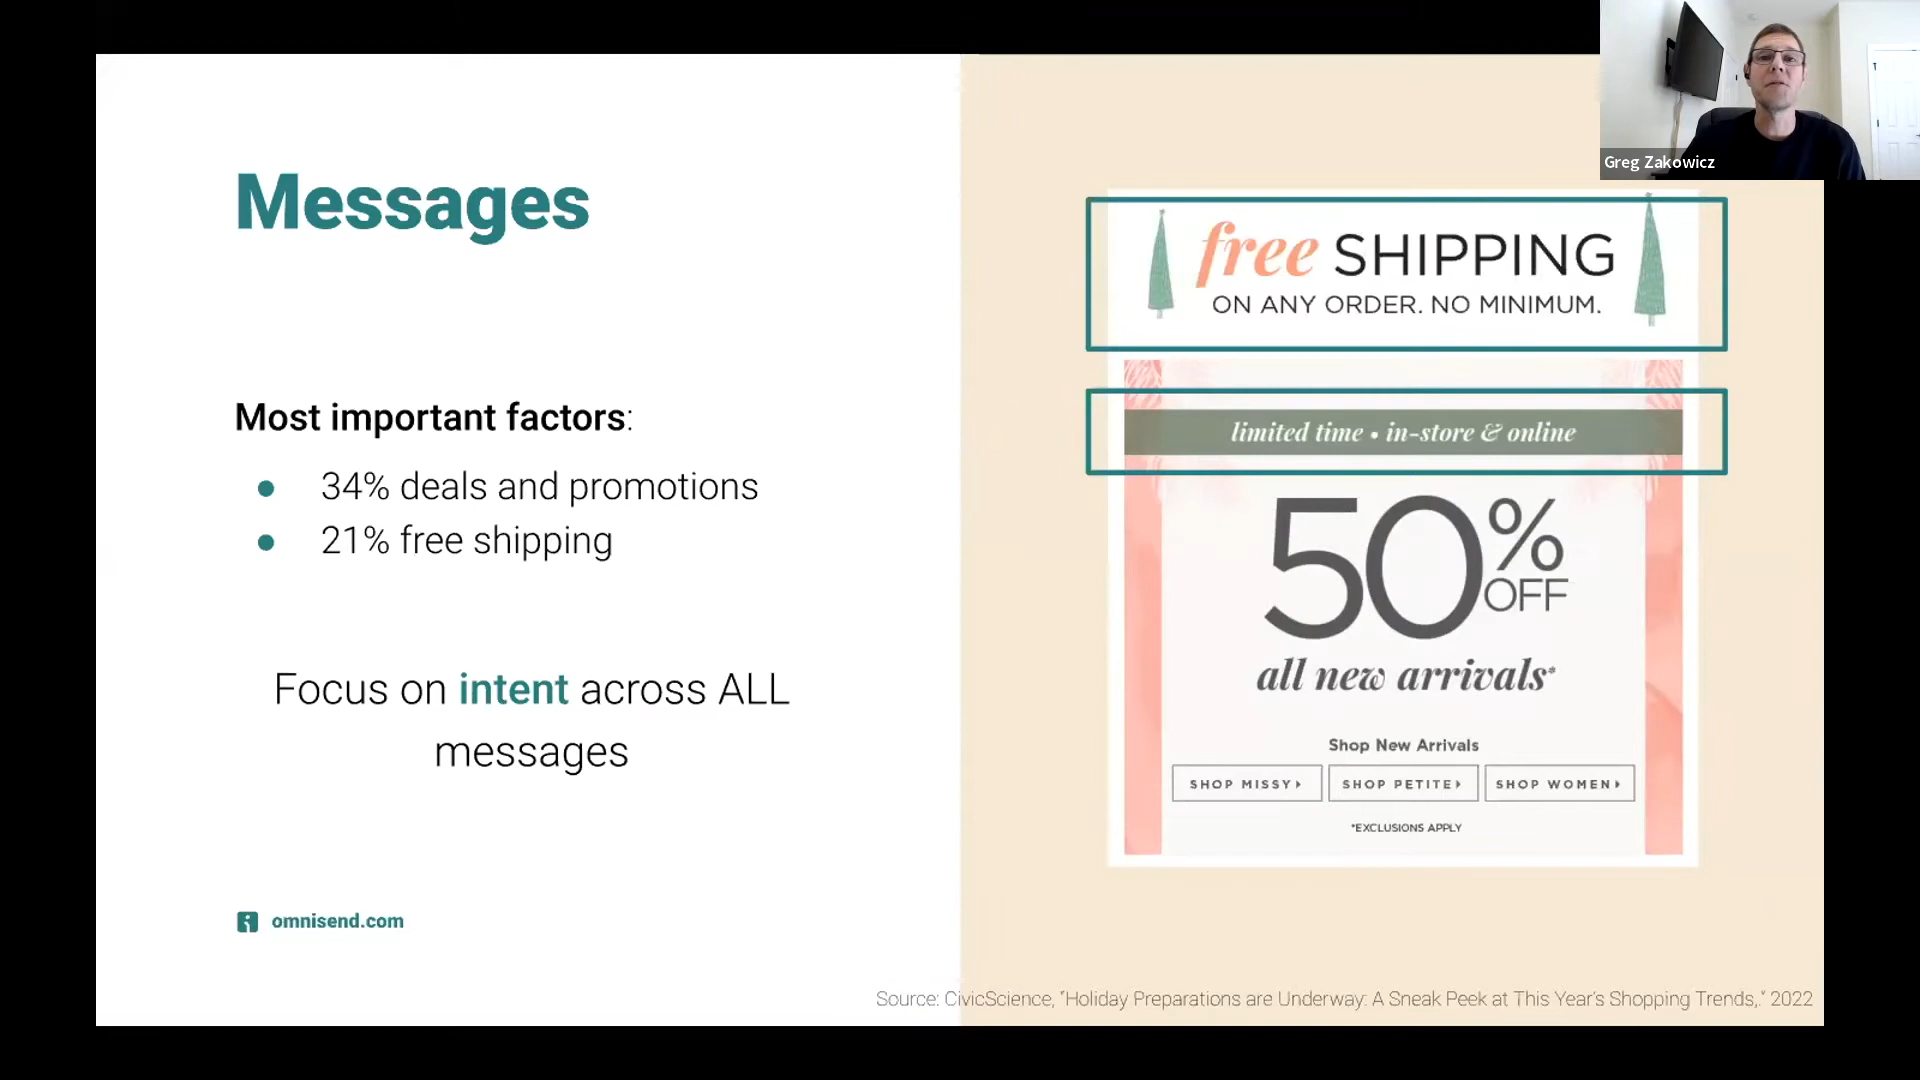 Greg Zakowicz
Messages
Most important factors:
● 34% deals and promotions
● 21% free shipping
Focus on intent across ALL
messages
omnisend.com
free SHIPPING
ON ANY ORDER. NO MINIMUM.
limited time • in-store & online
50% OFF
all new arrivals*
Shop New Arrivals
SHOP MISSY▸ SHOP PETITE▸ SHOP WOMEN▸
*EXCLUSIONS APPLY
Source: CivicScience, “Holiday Preparations are Underway: A Sneak Peek at This Year’s Shopping Trends,.” 2022